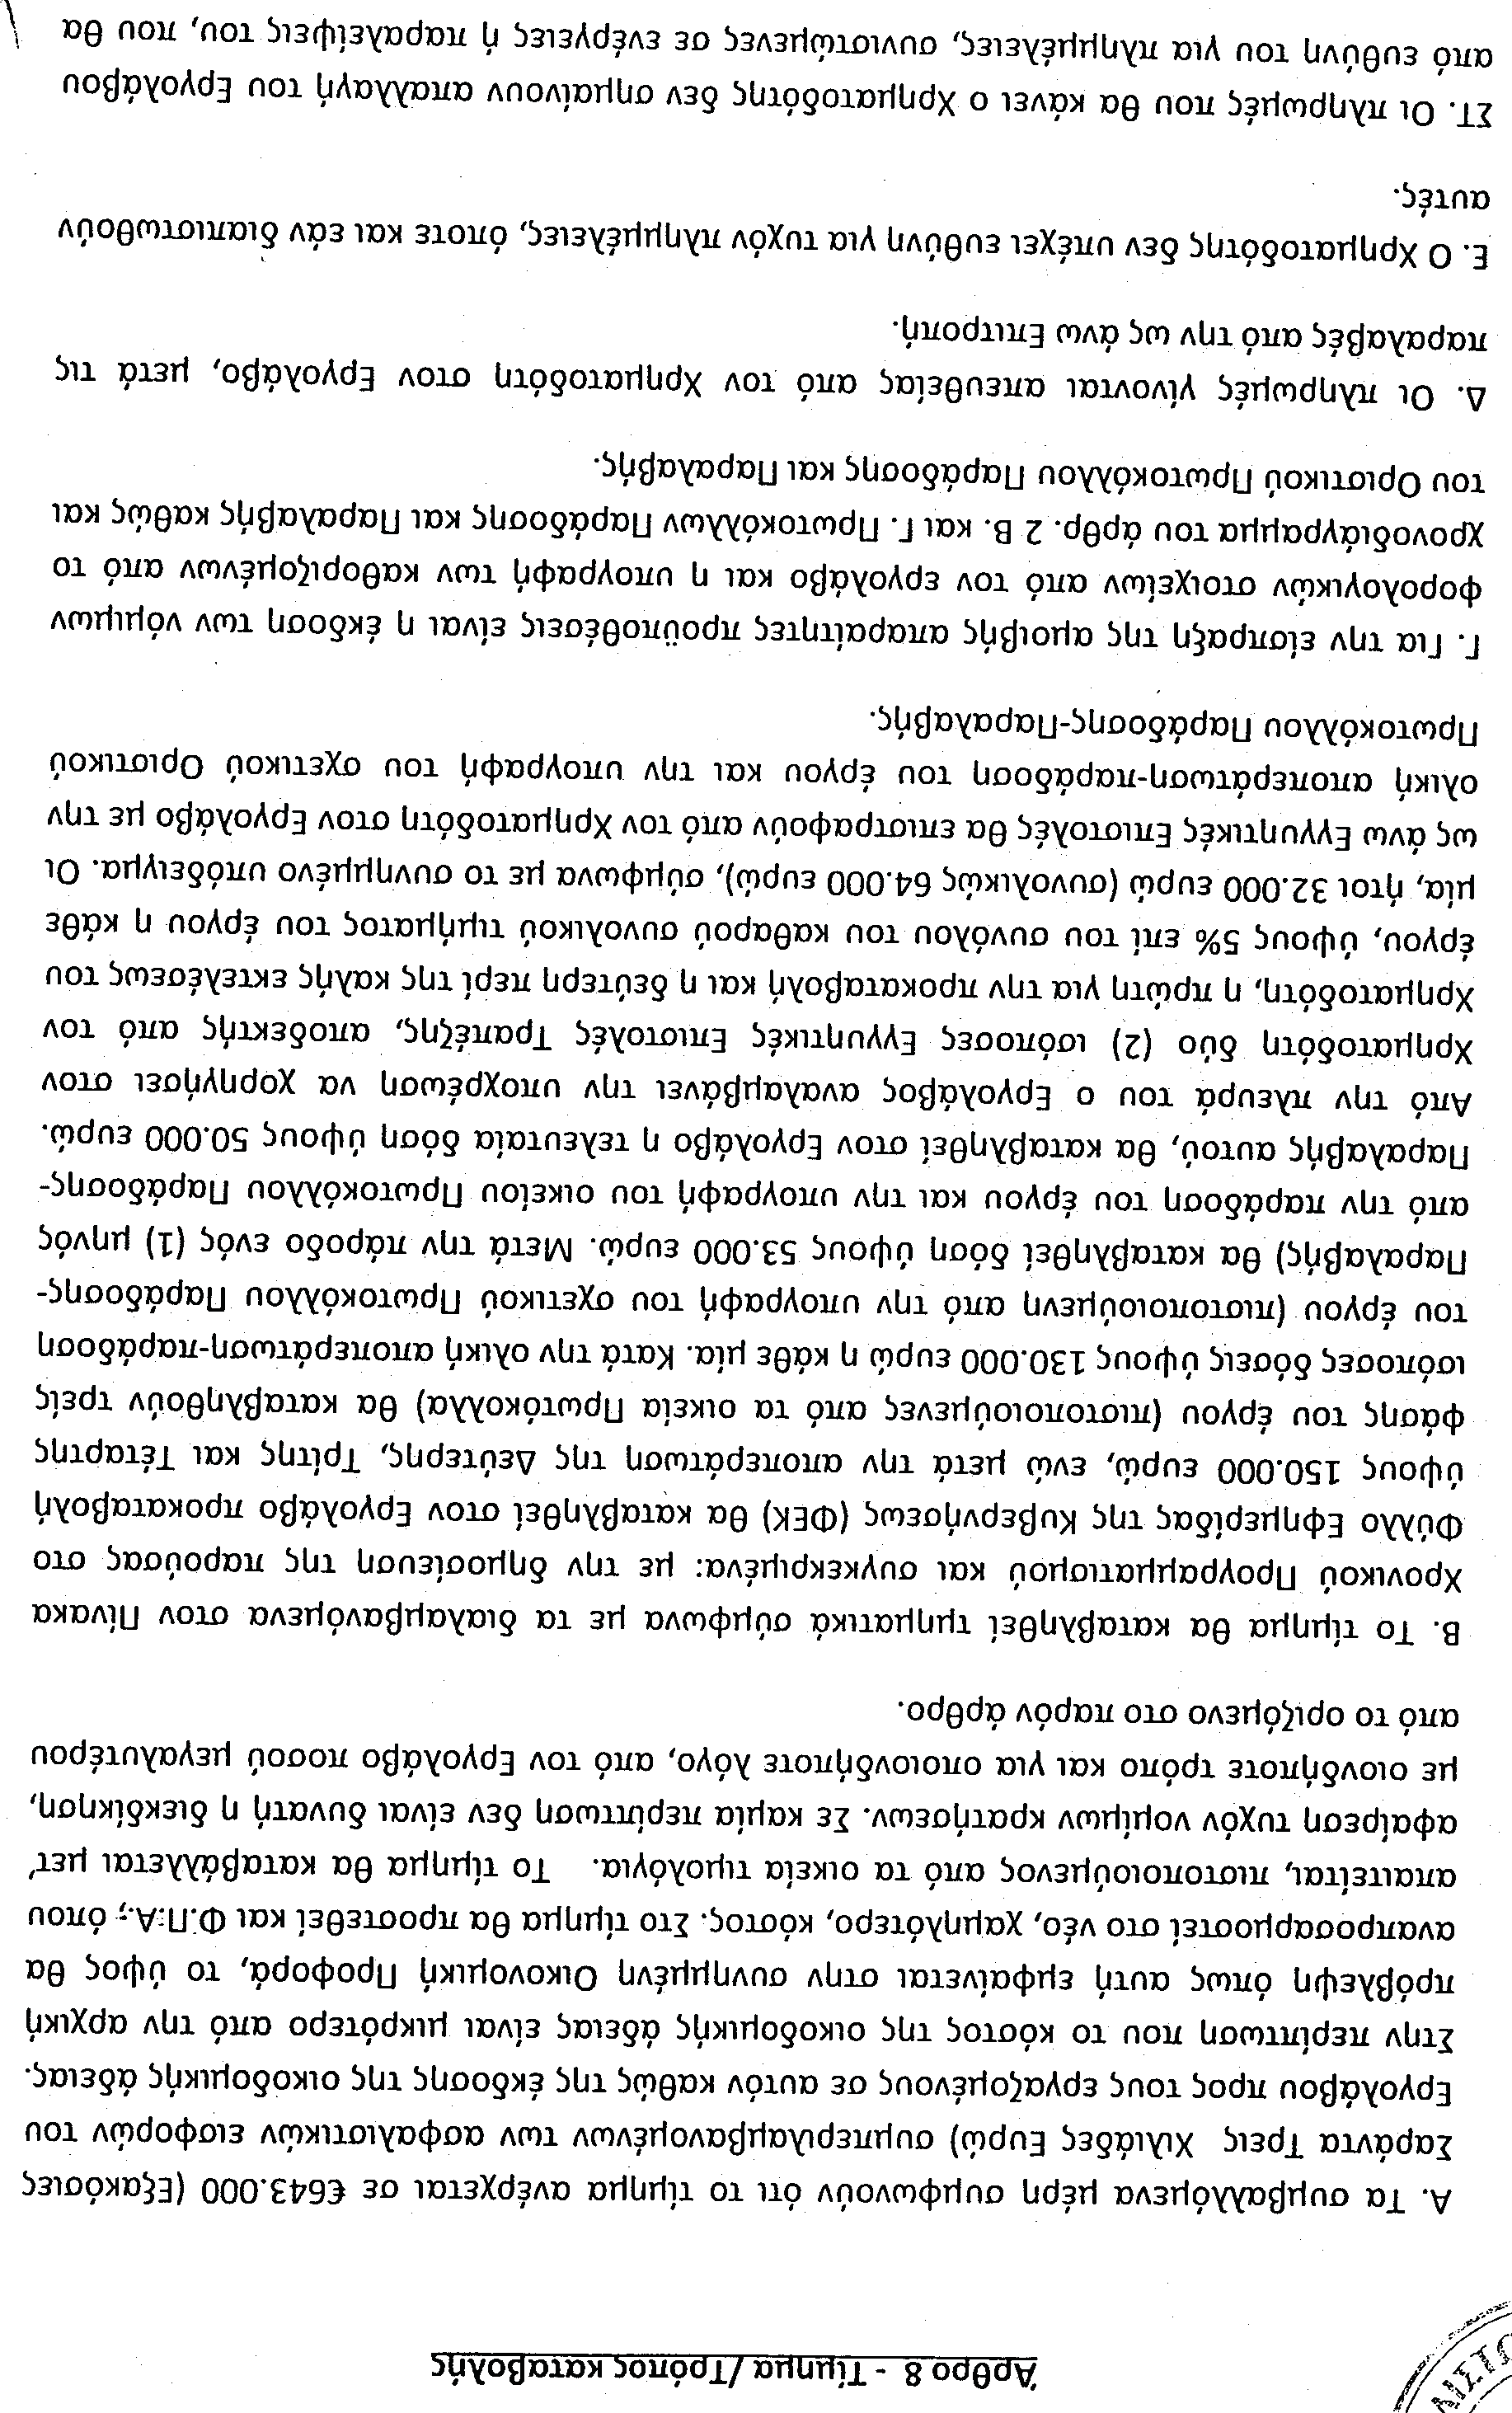 Άρθρο 8 - Τίμημα /Τρόπος καταβολής
Α. Τα συμβαλλόμενα μέρη συμφωνούν ότι το τίμημα ανέρχεται σε €643.000 (Εξακόσιες
Σαράντα Τρεις Χιλιάδες Ευρώ) συμπεριλαμβανομένων των ασφαλιστικών εισφορών του
Εργολάβου προς τους εργαζομένους σε αυτόν καθώς της έκδοσης της οικοδομικής άδειας.
Στην περίπτωση που το κόστος της οικοδομικής άδειας είναι μικρότερο από την αρχική
πρόβλεψη όπως αυτή εμφαίνεται στην συνημμένη Οικονομική Προφορά, το ύψος θα
αναπροσαρμοστεί στο νέο, χαμηλότερο, κόστος. Στο τίμημα θα προστεθεί και Φ.Π.Α., όπου
απαιτείται, πιστοποιούμενος από τα οικεία τιμολόγια. Το τίμημα θα καταβάλλεται μετ'
αφαίρεση τυχόν νομίμων κρατήσεων. Σε καμία περίπτωση δεν είναι δυνατή η διεκδίκηση,
με οιονδήποτε τρόπο και για οποιονδήποτε λόγο, από τον Εργολάβο ποσού μεγαλυτέρου
από το οριζόμενο στο παρόν άρθρο.
Β. Το τίμημα θα καταβληθεί τμηματικά σύμφωνα με τα διαλαμβανόμενα στον Πίνακα
Χρονικού Προγραμματισμού και συγκεκριμένα: με την δημοσίευση της παρούσας στο
Φύλλο Εφημερίδας της Κυβερνήσεως (ΦΕΚ) θα καταβληθεί στον Εργολάβο προκαταβολή
ύψους 150.000 ευρώ, ενώ μετά την αποπεράτωση της Δεύτερης, Τρίτης και Τέταρτης
φάσης του έργου (πιστοποιούμενες από τα οικεία Πρωτόκολλα) θα καταβληθούν τρείς
ισόποσες δόσεις ύψους 130.000 ευρώ η κάθε μία. Κατά την ολική αποπεράτωση-παράδοση
του έργου (πιστοποιούμενη από την υπογραφή του σχετικού Πρωτοκόλλου Παράδοσης-
Παραλαβής) θα καταβληθεί δόση ύψους 53.000 ευρώ. Μετά την πάροδο ενός (1) μηνός
από την παράδοση του έργου και την υπογραφή του οικείου Πρωτοκόλλου Παράδοσης-
Παραλαβής αυτού, θα καταβληθεί στον Εργολάβο η τελευταία δόση ύψους 50.000 ευρώ.
Από την πλευρά του ο Εργολάβος αναλαμβάνει την υποχρέωση να χορηγήσει στον
Χρηματοδότη δύο (2) ισόποσες Εγγυητικές Επιστολές Τραπέζης, αποδεκτής από τον
Χρηματοδότη, η πρώτη για την προκαταβολή και η δεύτερη περί της καλής εκτελέσεως του
έργου, ύψους 5% επί του συνόλου του καθαρού συνολικού τιμήματος του έργου η κάθε
μία, ήτοι 32.000 ευρώ (συνολικώς 64.000 ευρώ), σύμφωνα με το συνημμένο υπόδειγμα. Οι
ως άνω Εγγυητικές Επιστολές θα επιστραφούν από τον Χρηματοδότη στον Εργολάβο με την
ολική αποπεράτωση-παράδοση του έργου και την υπογραφή του σχετικού Οριστικού
Πρωτοκόλλου Παράδοσης-Παραλαβής.
Γ. Για την είσπραξη της αμοιβής απαραίτητες προϋποθέσεις είναι η έκδοση των νόμιμων
φορολογικών στοιχείων από τον εργολάβο και η υπογραφή των καθοριζομένων από το
χρονοδιάγραμμα του άρθρ. 2 Β. και Γ. Πρωτοκόλλων Παράδοσης και Παραλαβής καθώς και
του Οριστικού Πρωτοκόλλου Παράδοσης και Παραλαβής.
Δ. Οι πληρωμές γίνονται απευθείας από τον Χρηματοδότη στον Εργολάβο, μετά τις
παραλαβές από την ως άνω Επιτροπή.
Ε. Ο Χρηματοδότης δεν υπέχει ευθύνη για τυχόν πλημμέλειες, όποτε και εάν διαπιστωθούν
αυτές.
ΣΤ. Οι πληρωμές που θα κάνει ο Χρηματοδότης δεν σημαίνουν απαλλαγή του Εργολάβου
από ευθύνη του για πλημμέλειες, συνιστώμενες σε ενέργειες ή παραλείψεις του, που θα